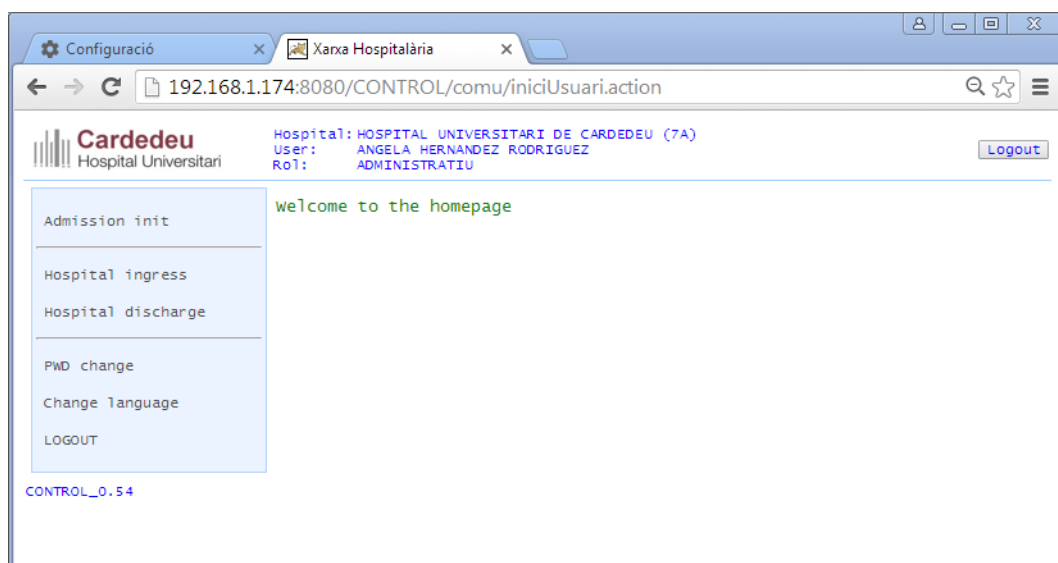 Configuració
Xarxa Hospitalària
192.168.1.174:8080/CONTROL/comu/iniciUsuari.action
Cardedeu
Hospital Universitari
Hospital: HOSPITAL UNIVERSITARI DE CARDEDEU (7A)
User: ANGELA HERNANDEZ RODRIGUEZ
Rol: ADMINISTRATIU
Logout
Admission init
Hospital ingress
Hospital discharge
PWD change
Change language
LOGOUT
Welcome to the homepage
CONTROL_0.54